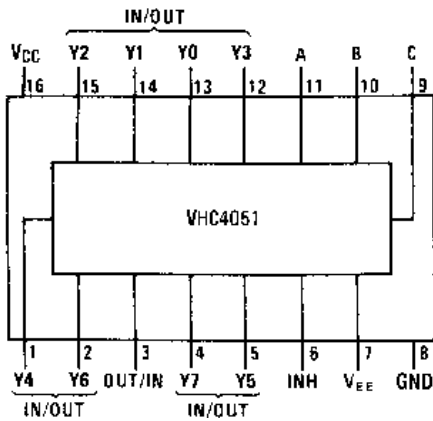 IN/OUT
VCC Y2 Y1 Y0 Y3 A B C
16 15 14 13 12 11 10 9
VHC4051
1 2 3 4 5 6 7 8
Y4 Y6 OUT/IN Y7 Y5 INH VEE GND
IN/OUT IN/OUT